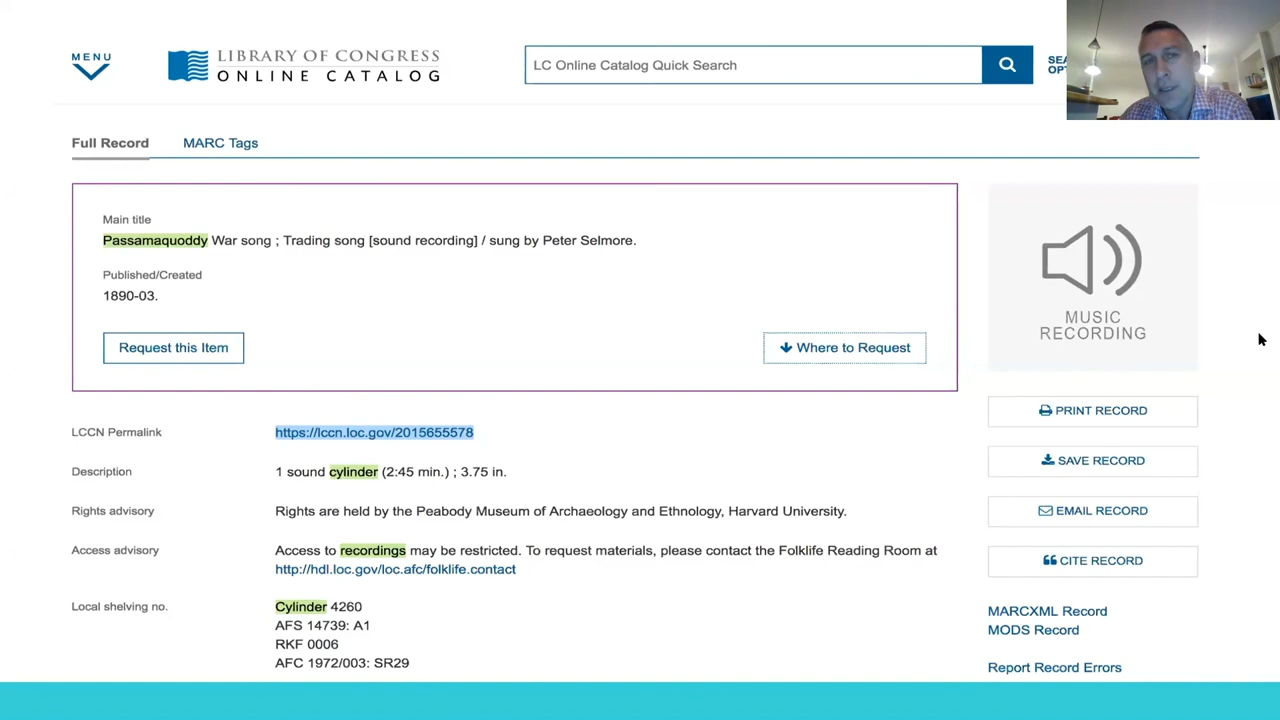 MENU
LIBRARY OF CONGRESS
ONLINE CATALOG
LC Online Catalog Quick Search
Full Record
MARC Tags
Main title
Passamaquoddy War song ; Trading song [sound recording] / sung by Peter Selmore.
Published/Created
1890-03.
Request this Item
Where to Request
MUSIC
RECORDING
LCCN Permalink
https://lccn.loc.gov/2015655578
Description
1 sound cylinder (2:45 min.) ; 3.75 in.
Rights advisory
Rights are held by the Peabody Museum of Archaeology and Ethnology, Harvard University.
Access advisory
Access to recordings may be restricted. To request materials, please contact the Folklife Reading Room at
http://hdl.loc.gov/loc.afc/folklife.contact
Local shelving no.
Cylinder 4260
AFS 14739: A1
RKF 0006
AFC 1972/003: SR29
PRINT RECORD
SAVE RECORD
EMAIL RECORD
CITE RECORD
MARCXML Record
MODS Record
Report Record Errors